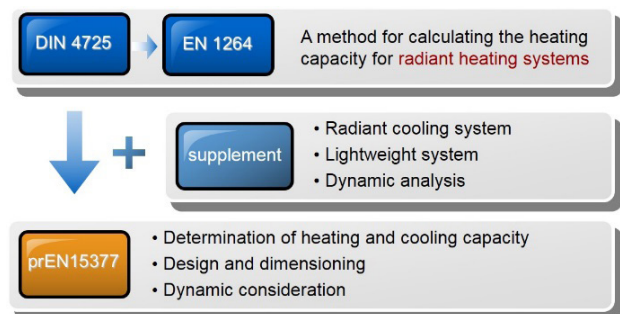 DIN 4725
EN 1264
A method for calculating the heating
capacity for radiant heating systems
+
supplement
• Radiant cooling system
• Lightweight system
• Dynamic analysis
prEN15377
• Determination of heating and cooling capacity
• Design and dimensioning
• Dynamic consideration